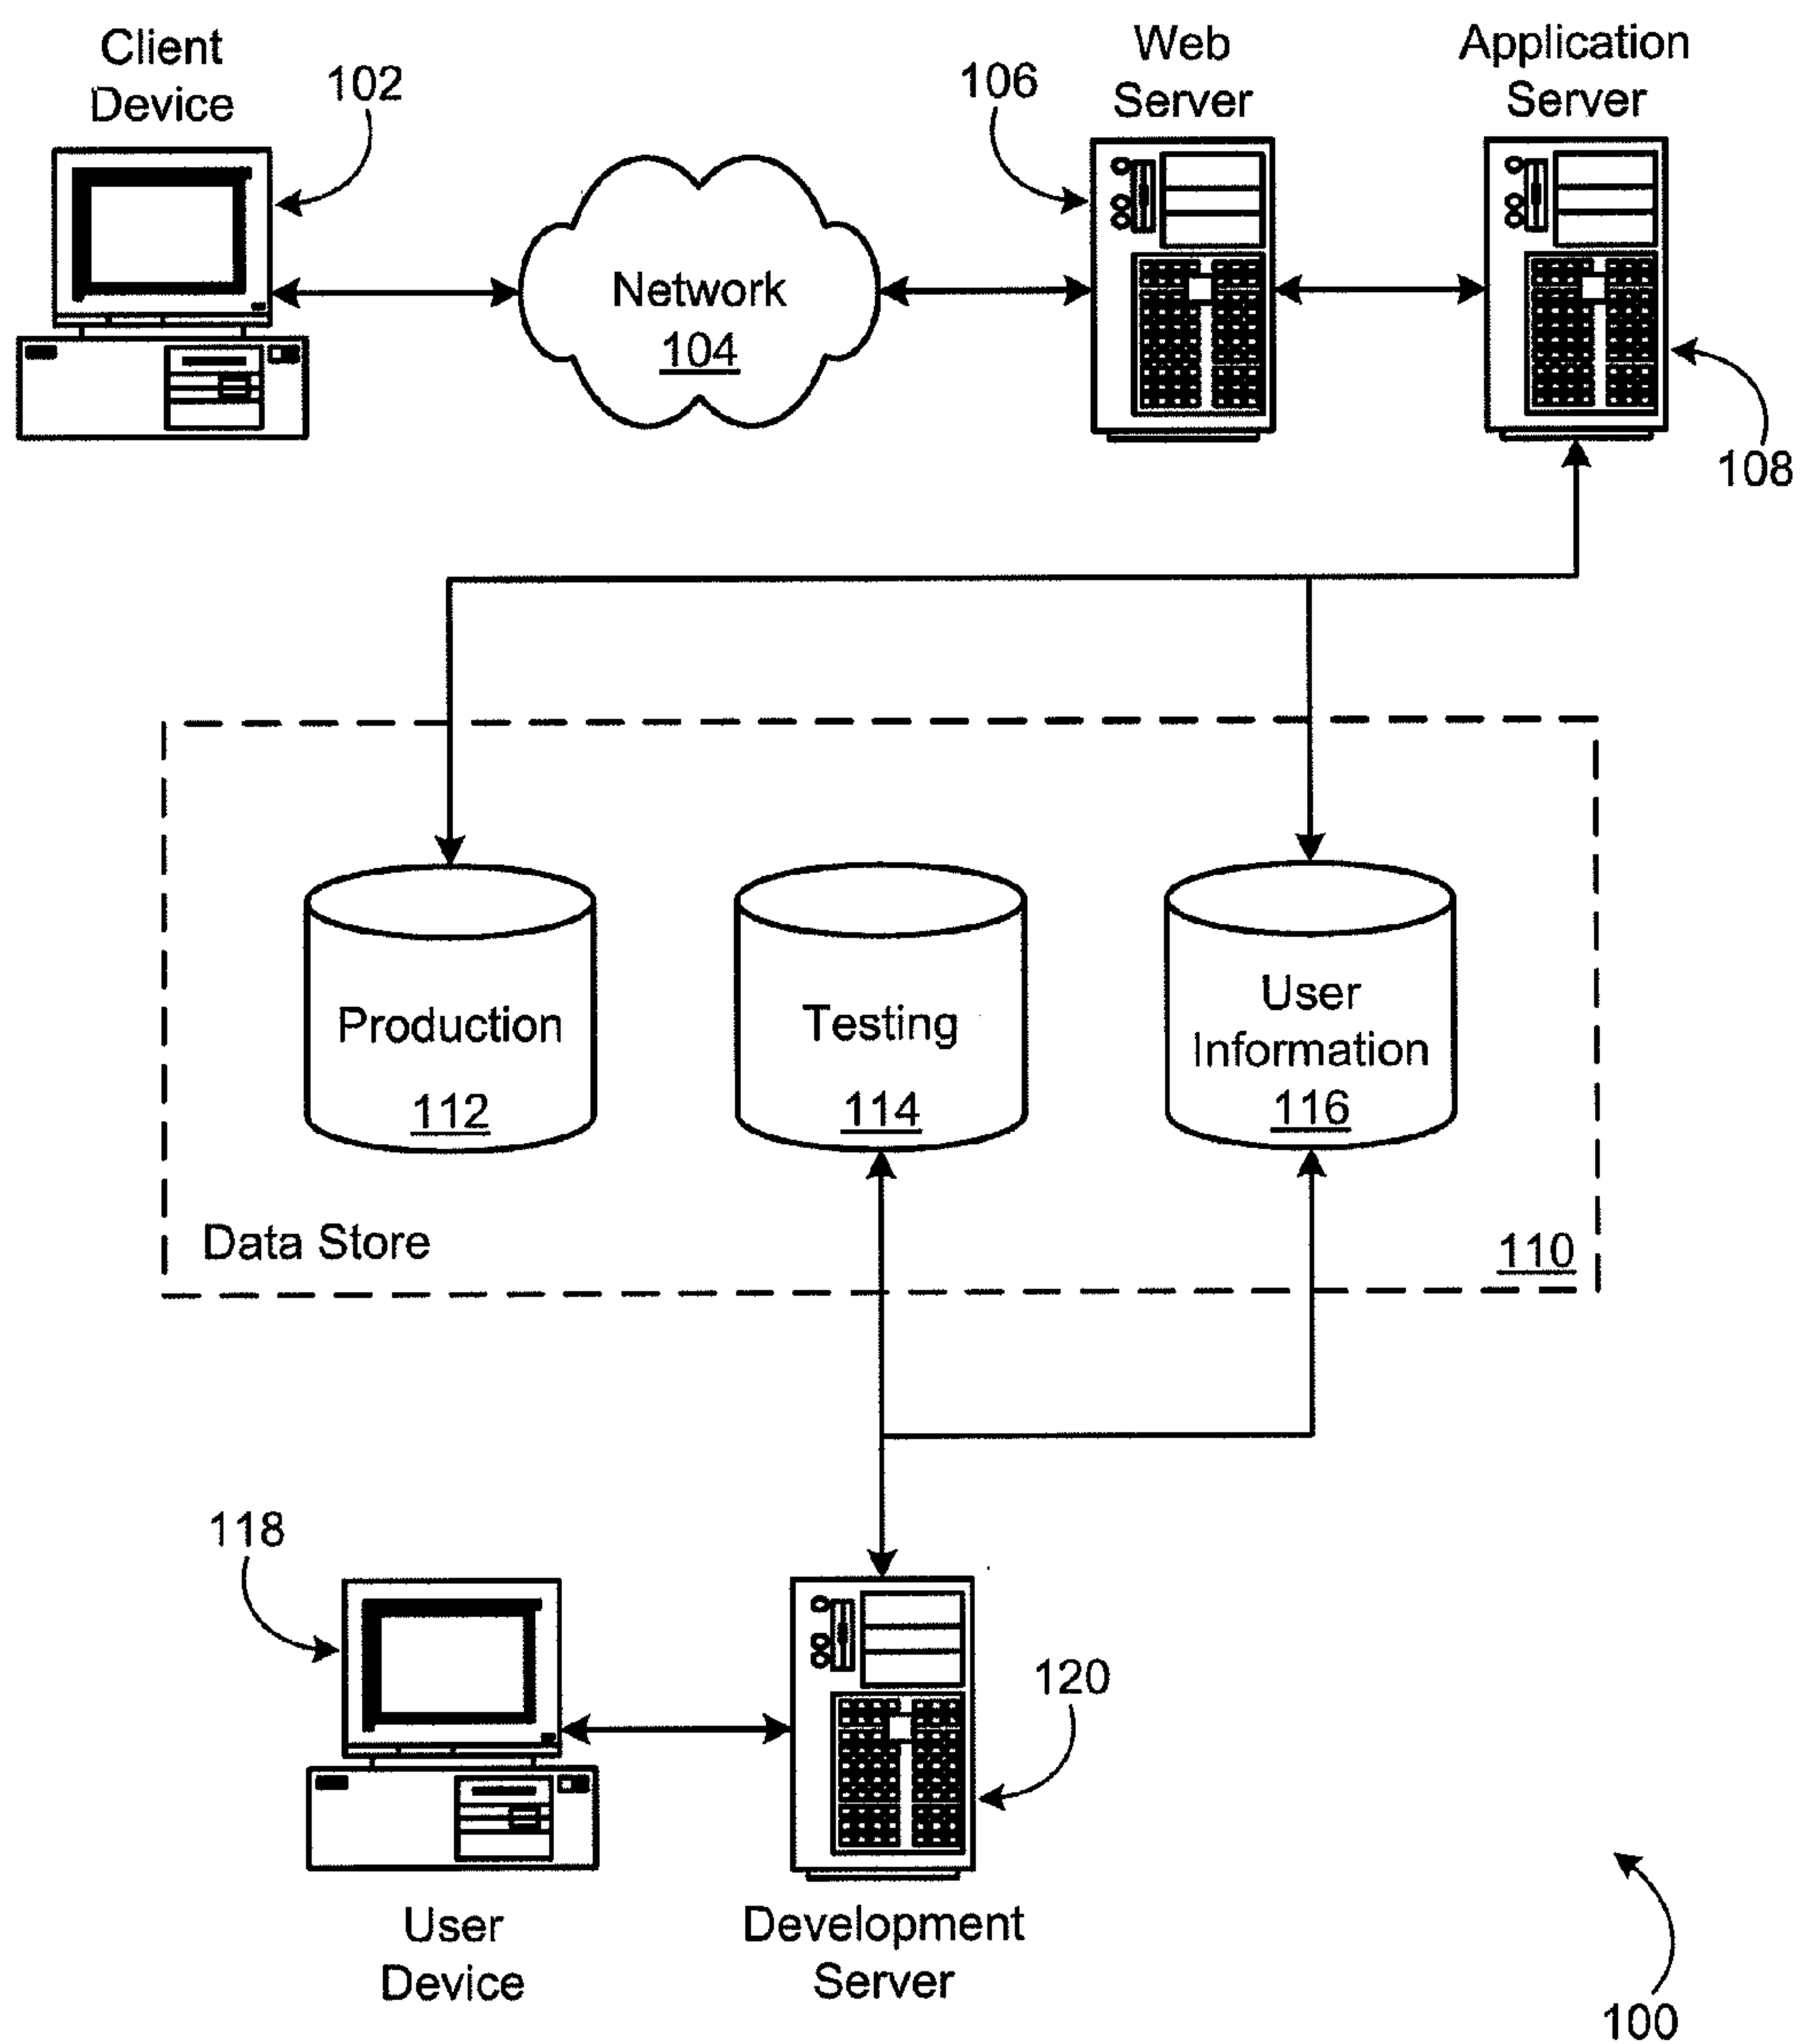 Client
Device
102
Network
104
106
Web
Server
Application
Server
108
Production
112
Testing
114
User
Information
116
Data Store
110
118
User
Device
120
Development
Server
100